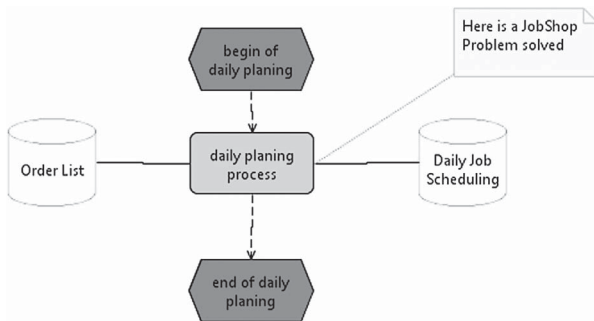 Here is a JobShop
Problem solved
begin of
daily planing
Order List
daily planing
process
Daily Job
Scheduling
end of daily
planing